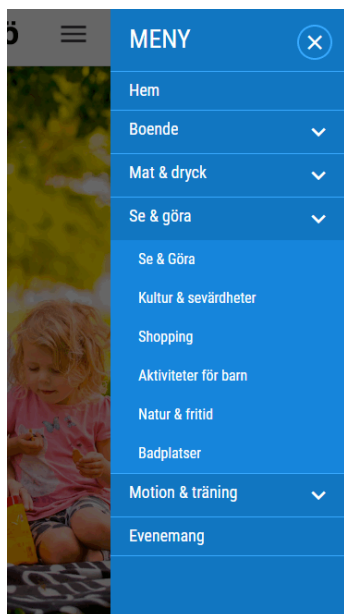 ö
MENY
Hem
Boende
Mat & dryck
Se & göra
Se & Göra
Kultur & sevärdheter
Shopping
Aktiviteter för barn
Natur & fritid
Badplatser
Motion & träning
Evenemang